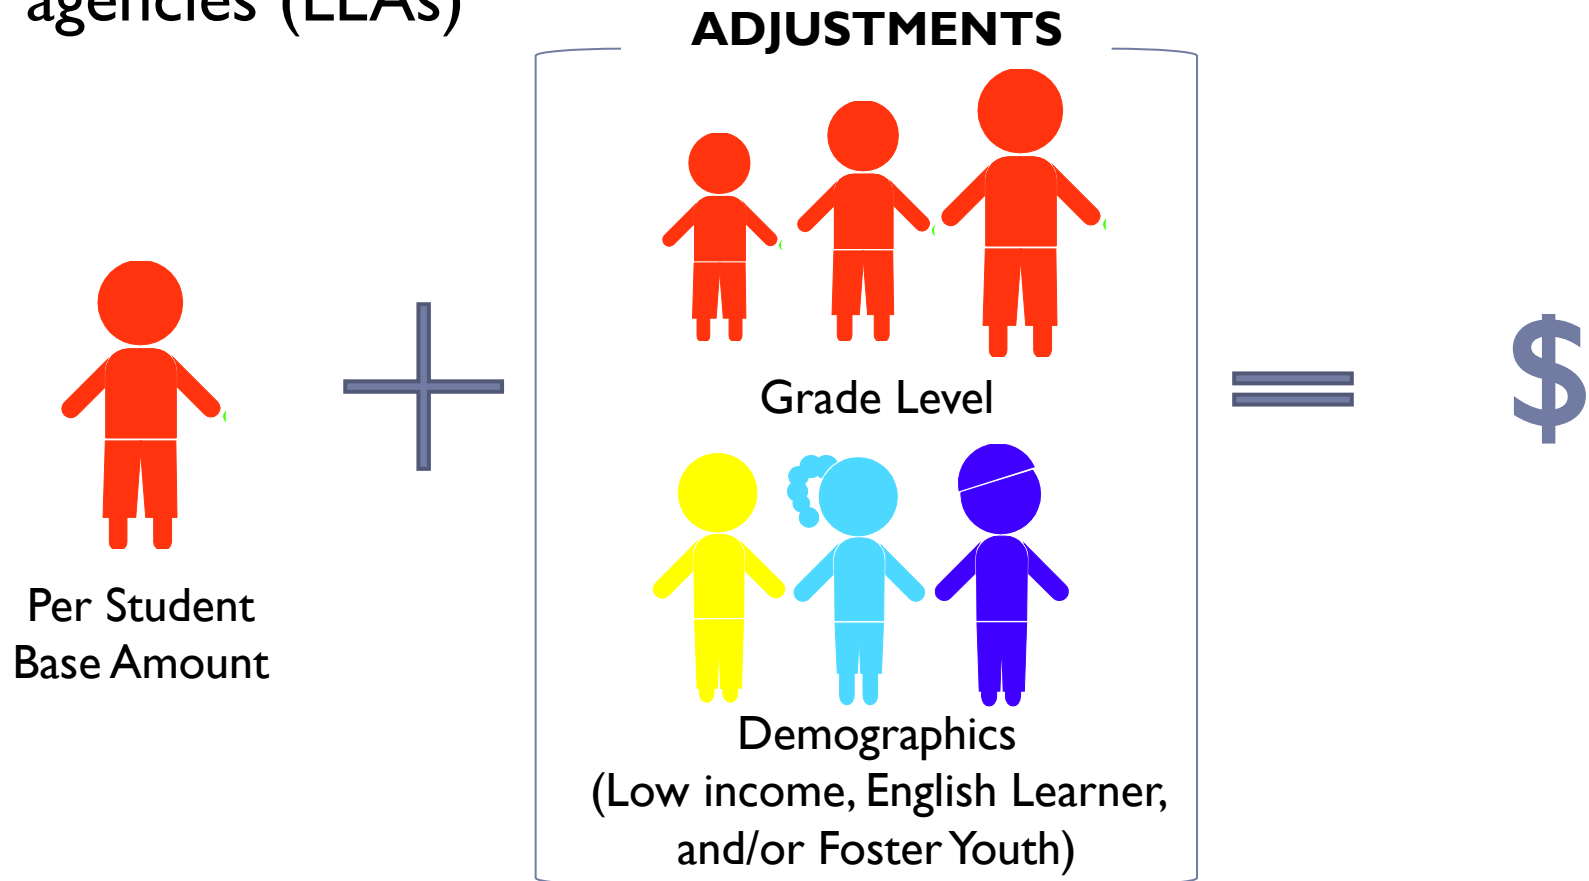 agencies (LEAs)
ADJUSTMENTS
Grade Level
$
Per Student
Base Amount
Demographics
(Low income, English Learner,
and/or Foster Youth)